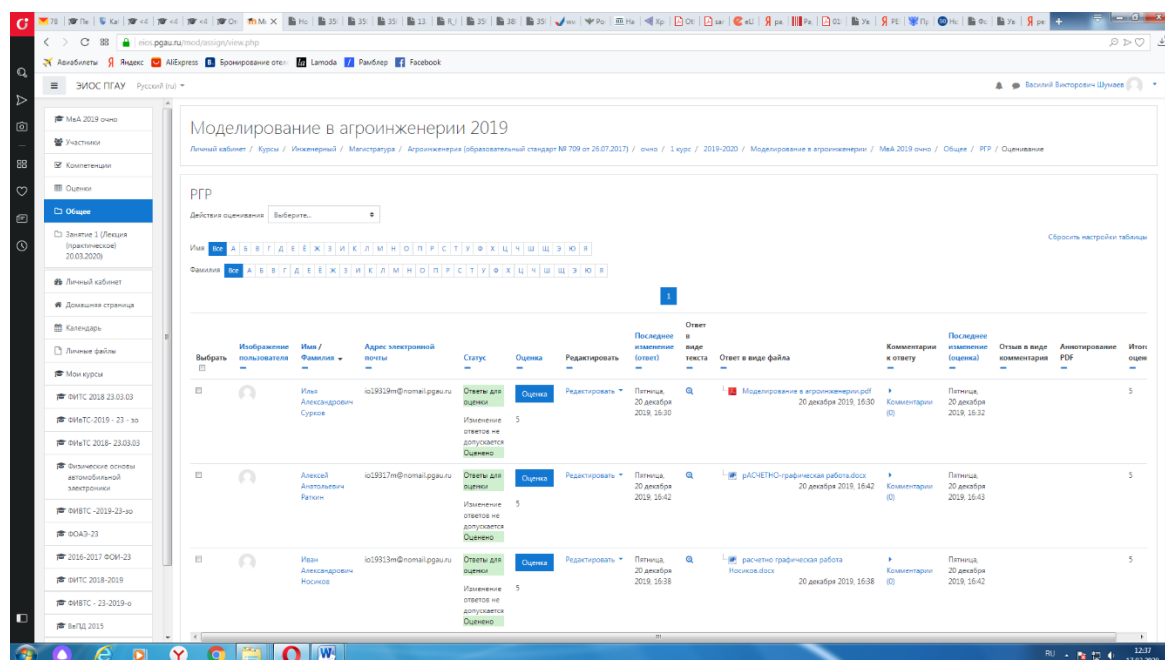 eios.pgau.ru/mod/assign/view.php
Авиабилеты Яндекс AliExpress Бронирование отел Lamoda Рамблер Facebook
ЭИОС ПГАУ Русский (ru)
Василий Викторович Шумаев
МвА 2019 очно
Участники
Компетенции
Оценки
Общее
Занятие 1 (Лекция
(практическое)
20.03.2020)
Личный кабинет
Домашняя страница
Календарь
Личные файлы
Мои курсы
ФИТС 2018 23.03.03
ФИвТС-2019 - 23 - зо
ФИвТС 2018- 23.03.03
Физические основы
автомобильной
электроники
ФИВТС -2019-23-зо
ФОАЭ-23
2016-2017 ФОИ-23
ФИТС 2018-2019
ФИВТС - 23-2019-о
ВеПД 2015
Моделирование в агроинженерии 2019
Личный кабинет / Курсы / Инженерный / Магистратура / Агроинженерия (образовательный стандарт № 709 от 26.07.2017) / очно / 1 курс / 2019-2020 / Моделирование в агроинженерии / МвА 2019 очно / Общее / РГР / Оценивание
РГР
Действия оценивания Выберите...
Сбросить настройки таблицы
Имя Все А Б В Г Д Е Ё Ж З И К Л М Н О П Р С Т У Ф Х Ц Ч Ш Щ Э Ю Я
Фамилия Все А Б В Г Д Е Ё Ж З И К Л М Н О П Р С Т У Ф Х Ц Ч Ш Щ Э Ю Я
1
Выбрать
Изображение
пользователя
Имя /
Фамилия
Адрес электронной
почты
Статус
Оценка
Редактировать
Последнее
изменение
(ответ)
Ответ
в
виде
текста
Ответ в виде файла
Комментарии
к ответу
Последнее
изменение
(оценка)
Отзыв в виде
комментария
Аннотирование
PDF
Итого
оцен
Илья
Александрович
Сурков
io19319m@nomail.pgau.ru
Ответы для
оценки
Изменение
ответов не
допускается
Оценено
Оценка
5
Редактировать
Пятница,
20 декабря
2019, 16:30
Моделирование в агроинженерии.pdf
20 декабря 2019, 16:30
Комментарии
(0)
Пятница,
20 декабря
2019, 16:32
5
Алексей
Анатольевич
Раткин
io19317m@nomail.pgau.ru
Ответы для
оценки
Изменение
ответов не
допускается
Оценено
Оценка
5
Редактировать
Пятница,
20 декабря
2019, 16:42
рАСЧЕТНО-графическая работа.docx
20 декабря 2019, 16:42
Комментарии
(0)
Пятница,
20 декабря
2019, 16:43
5
Иван
Александрович
Носиков
io19313m@nomail.pgau.ru
Ответы для
оценки
Изменение
ответов не
допускается
Оценено
Оценка
5
Редактировать
Пятница,
20 декабря
2019, 16:38
расчетно графическая работа
Носиков.docx
20 декабря 2019, 16:38
Комментарии
(0)
Пятница,
20 декабря
2019, 16:42
5
RU
12:37